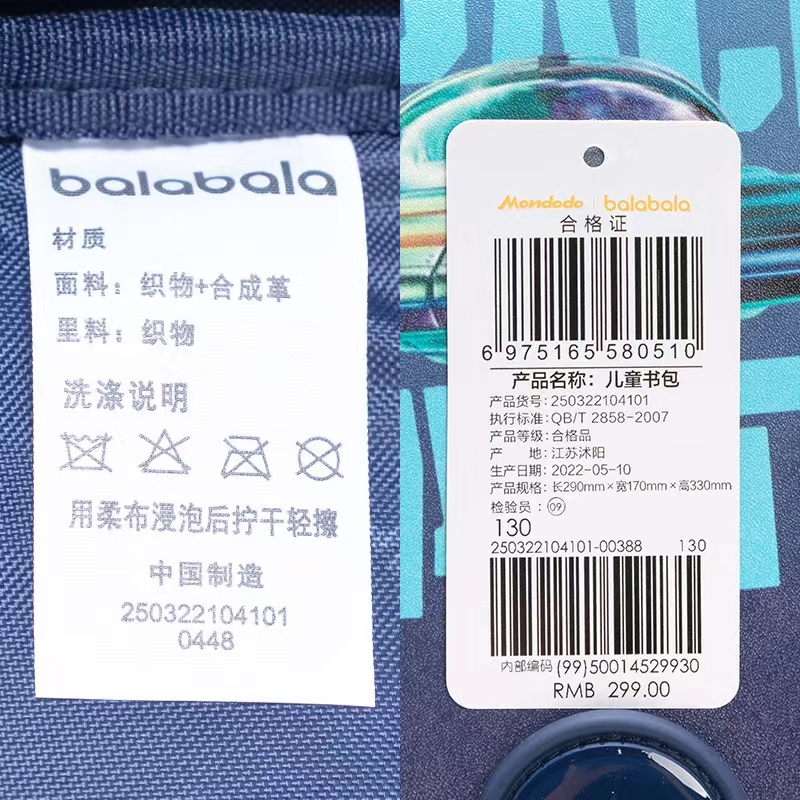 balabala
材质
面料：织物+合成革
里料：织物
洗涤说明
用柔布浸泡后拧干轻擦
中国制造
250322104101
0448
Mondodo | balabala
合格证
6 975165 580510
产品名称：儿童书包
产品货号：250322104101
执行标准：QB/T 2858-2007
产品等级：合格品
产 地：江苏沭阳
生产日期：2022-05-10
产品规格：长290mm×宽170mm×高330mm
检验员：09
130
250322104101-00388 130
内部编码 (99)50014529930
RMB 299.00